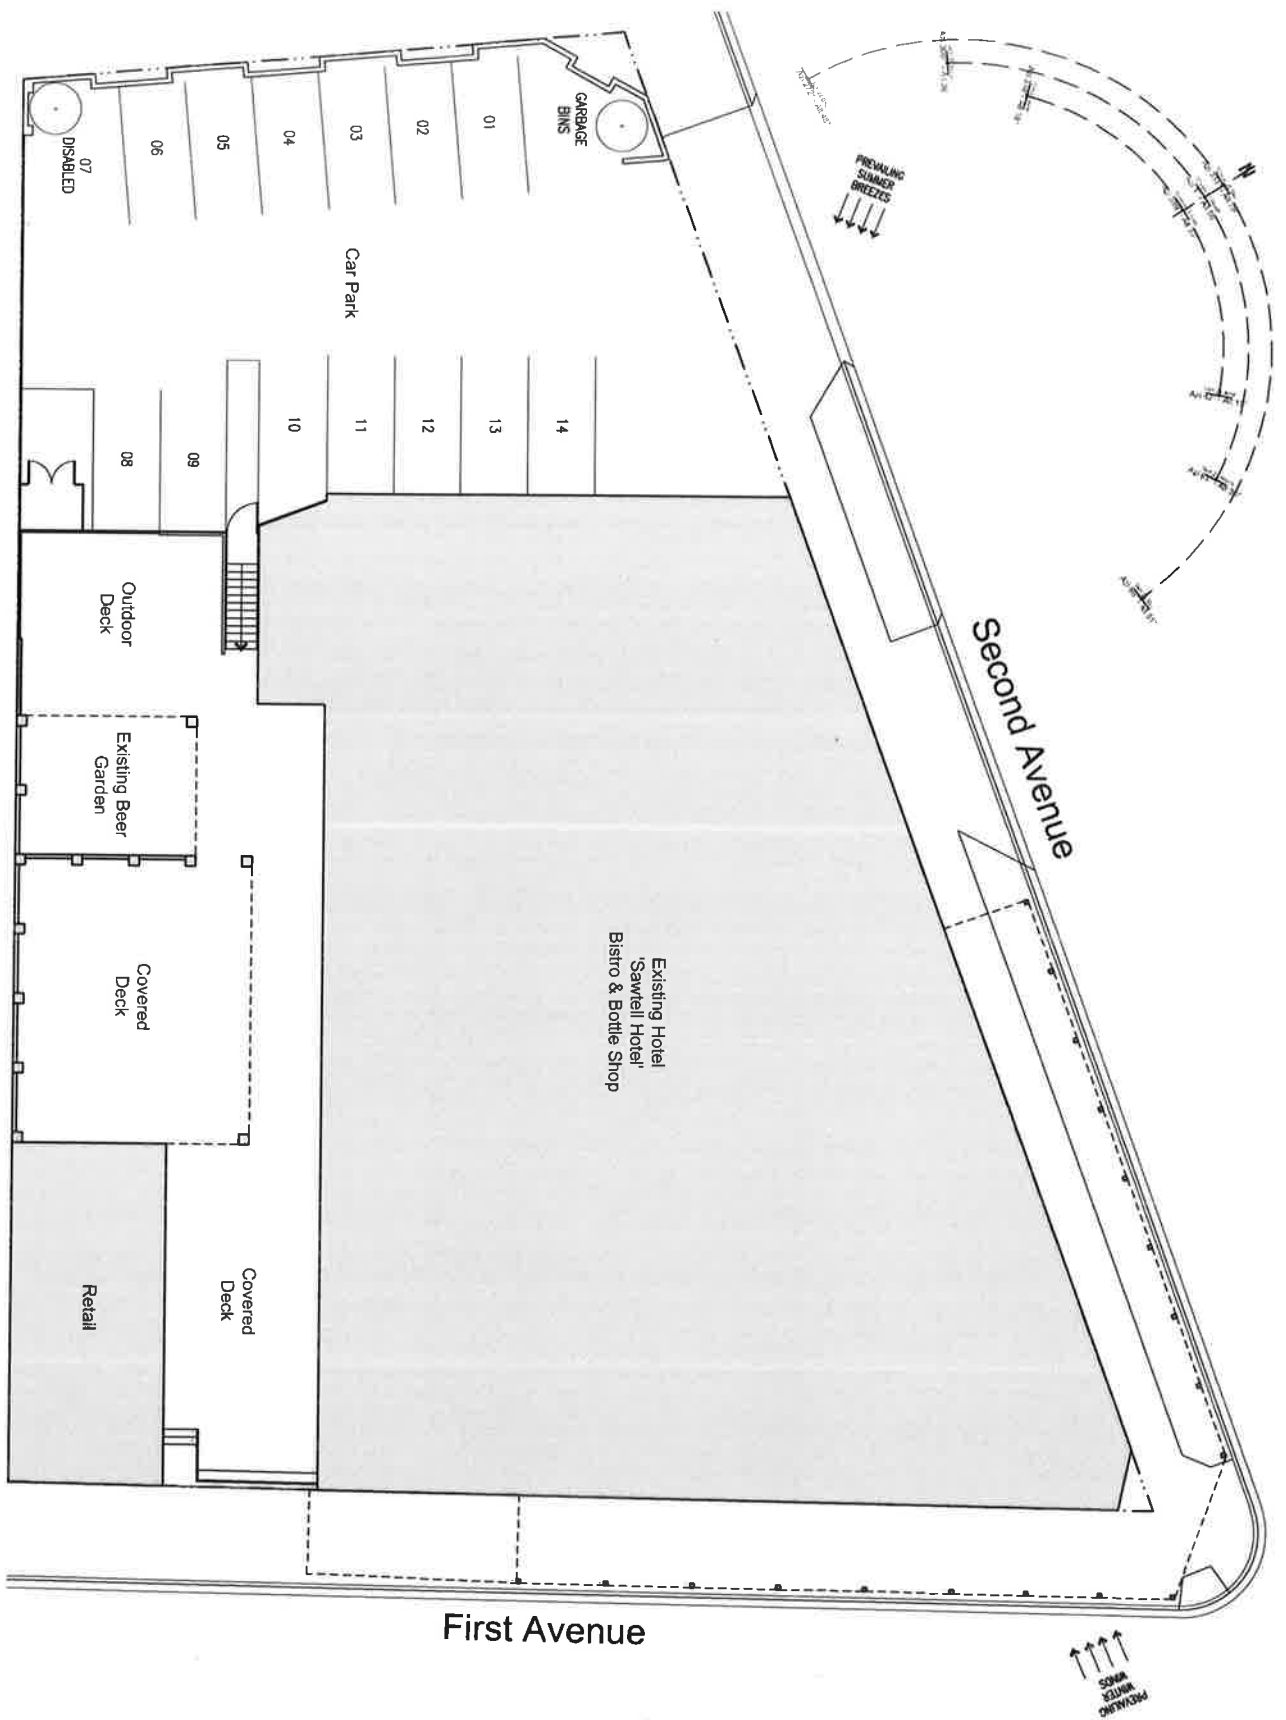 GARBAGE
BINS
01
02
03
04
05
06
07
DISABLED
Car Park
14
13
12
11
10
09
08
PREVAILING
SUMMER
BREEZES
N
Second Avenue
Outdoor
Deck
Existing Beer
Garden
Covered
Deck
Existing Hotel
'Sawtell Hotel'
Bistro & Bottle Shop
Covered
Deck
Retail
First Avenue
PREVAILING
WINTER
WINDS